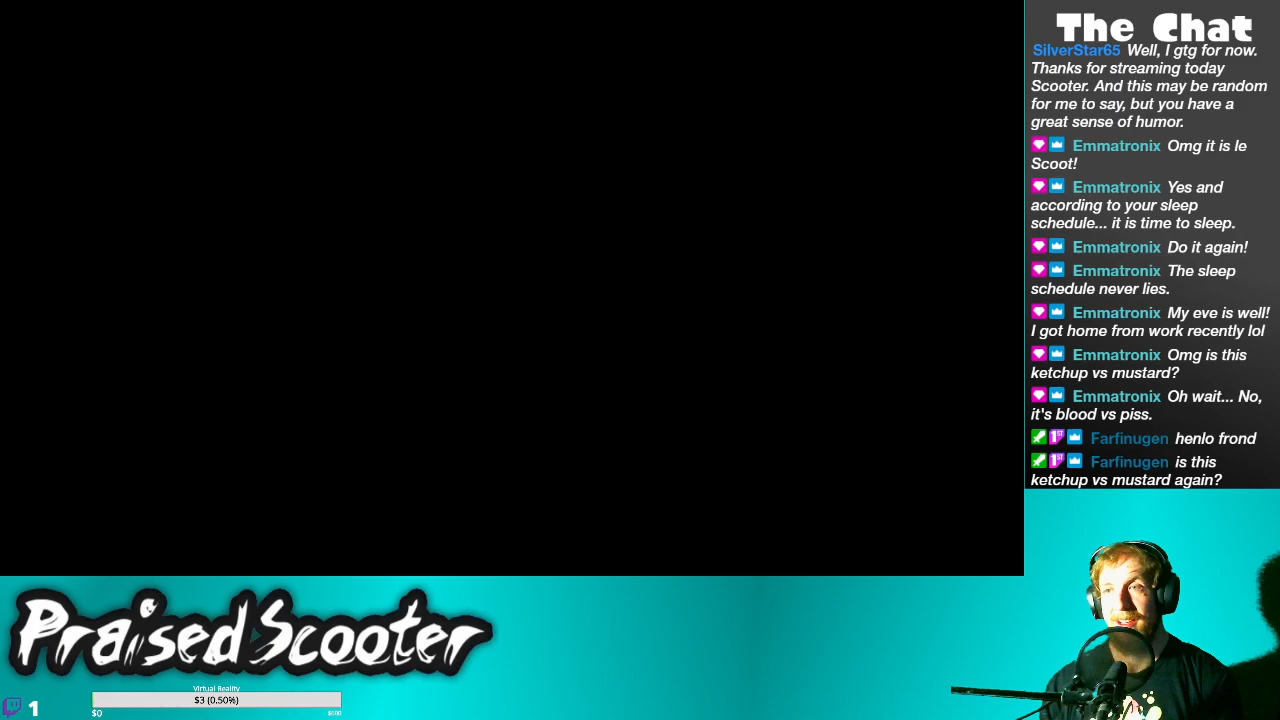 The Chat
SilverStar65 Well, I gtg for now.
Thanks for streaming today
Scooter. And this may be random
for me to say, but you have a
great sense of humor.
Emmatronix Omg it is le
Scoot!
Emmatronix Yes and
according to your sleep
schedule... it is time to sleep.
Emmatronix Do it again!
Emmatronix The sleep
schedule never lies.
Emmatronix My eve is well!
I got home from work recently lol
Emmatronix Omg is this
ketchup vs mustard?
Emmatronix Oh wait... No,
it's blood vs piss.
1ST Farfinugen henlo frond
1ST Farfinugen is this
ketchup vs mustard again?
PraisedScooter
Virtual Reality
$3 (0.50%)
1
$0
$600